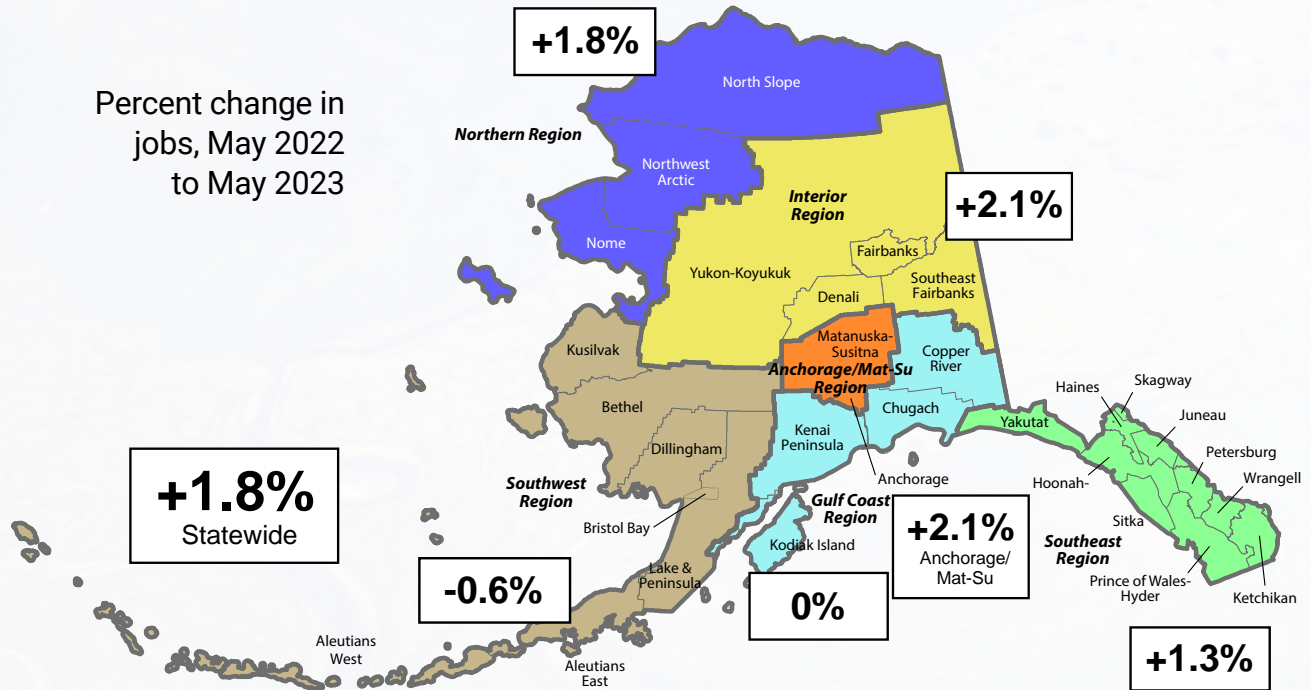 Percent change in
jobs, May 2022
to May 2023
+1.8%
North Slope
Northern Region
Northwest
Arctic
Nome
Interior
Region
+2.1%
Fairbanks
Yukon-Koyukuk
Southeast
Fairbanks
Denali
Matanuska-
Susitna
Anchorage/Mat-Su
Region
Copper
River
Kusilvak
Bethel
Dillingham
Chugach
Kenai
Peninsula
Anchorage
Yakutat
Haines
Skagway
Juneau
Petersburg
Wrangell
Hoonah-
Sitka
Southeast
Region
Prince of Wales-
Hyder
Ketchikan
+1.3%
+1.8%
Statewide
Southwest
Region
Bristol Bay
Gulf Coast
Region
Kodiak Island
+2.1%
Anchorage/
Mat-Su
Lake &
Peninsula
-0.6%
0%
Aleutians
West
Aleutians
East